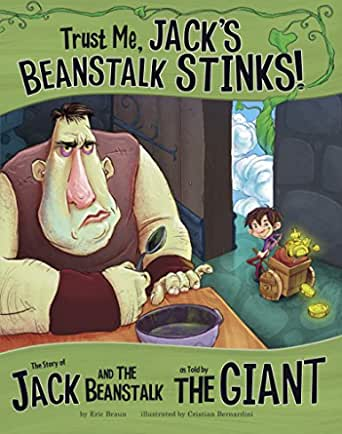 Trust Me, JACK'S
BEANSTALK STINKS!
The Story of
JACK AND THE BEANSTALK as Told by THE GIANT
by Eric Braun illustrated by Cristian Bernardini